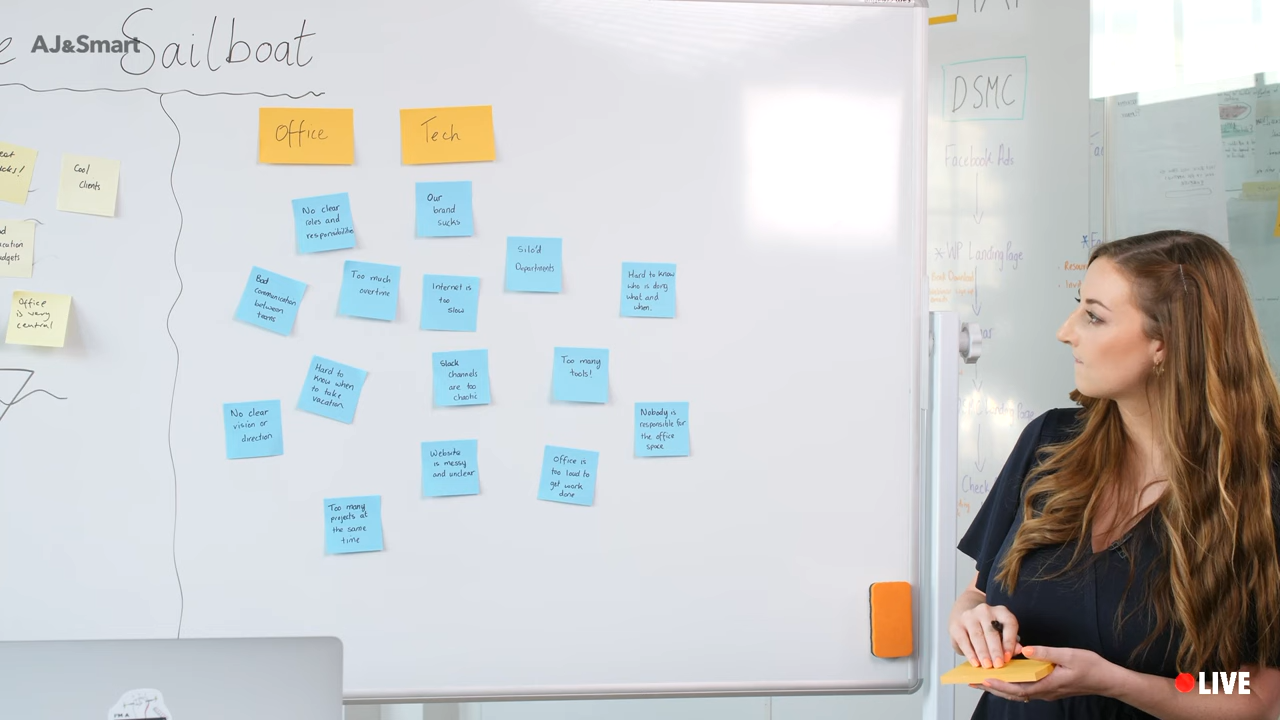 AJ&Smart
Sailboat
Office
Tech
Cool
Clients
Office
is very
central
No clear
roles and
responsibilities
Our
brand
sucks
Silo'd
Departments
Hard to know
who is doing
what and
when.
Bad
communication
between
teams
Too much
overtime
Internet is
too
slow
Hard to
know when
to take
vacation
Slack
channels
are too
chaotic
Too many
tools!
No clear
vision or
direction
Nobody is
responsible for
the office
space
Website
is messy
and unclear
Office is
too loud to
get work
done
Too many
projects at
the same
time
DSMC
Facebook Ads
WP Landing Page
Check
LIVE